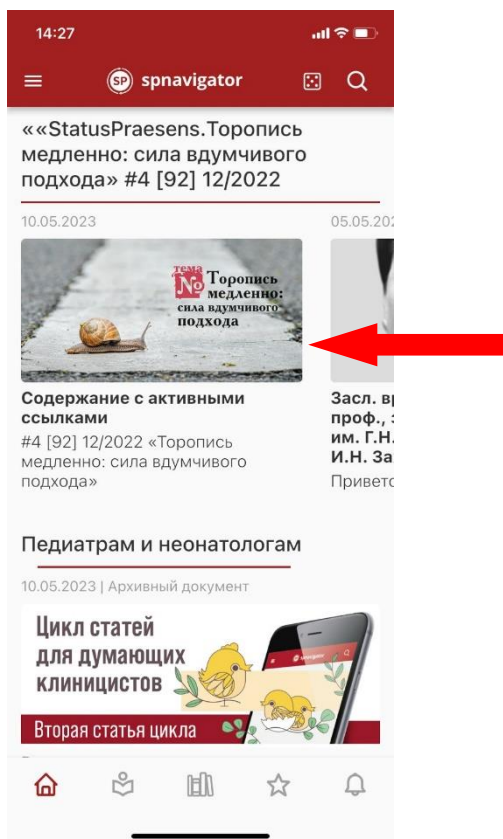 14:27
SP spnavigator
««StatusPraesens.Торопись
медленно: сила вдумчивого
подхода» #4 [92] 12/2022
10.05.2023
05.05.202
тема
№ Торопись
медленно:
сила вдумчивого
подхода
Содержание с активными
ссылками
#4 [92] 12/2022 «Торопись
медленно: сила вдумчивого
подхода»
Засл. вр
проф., з
им. Г.Н.
И.Н. За
Приветс
Педиатрам и неонатологам
10.05.2023 | Архивный документ
Цикл статей
для думающих
клиницистов
spnavigator
Вторая статья цикла